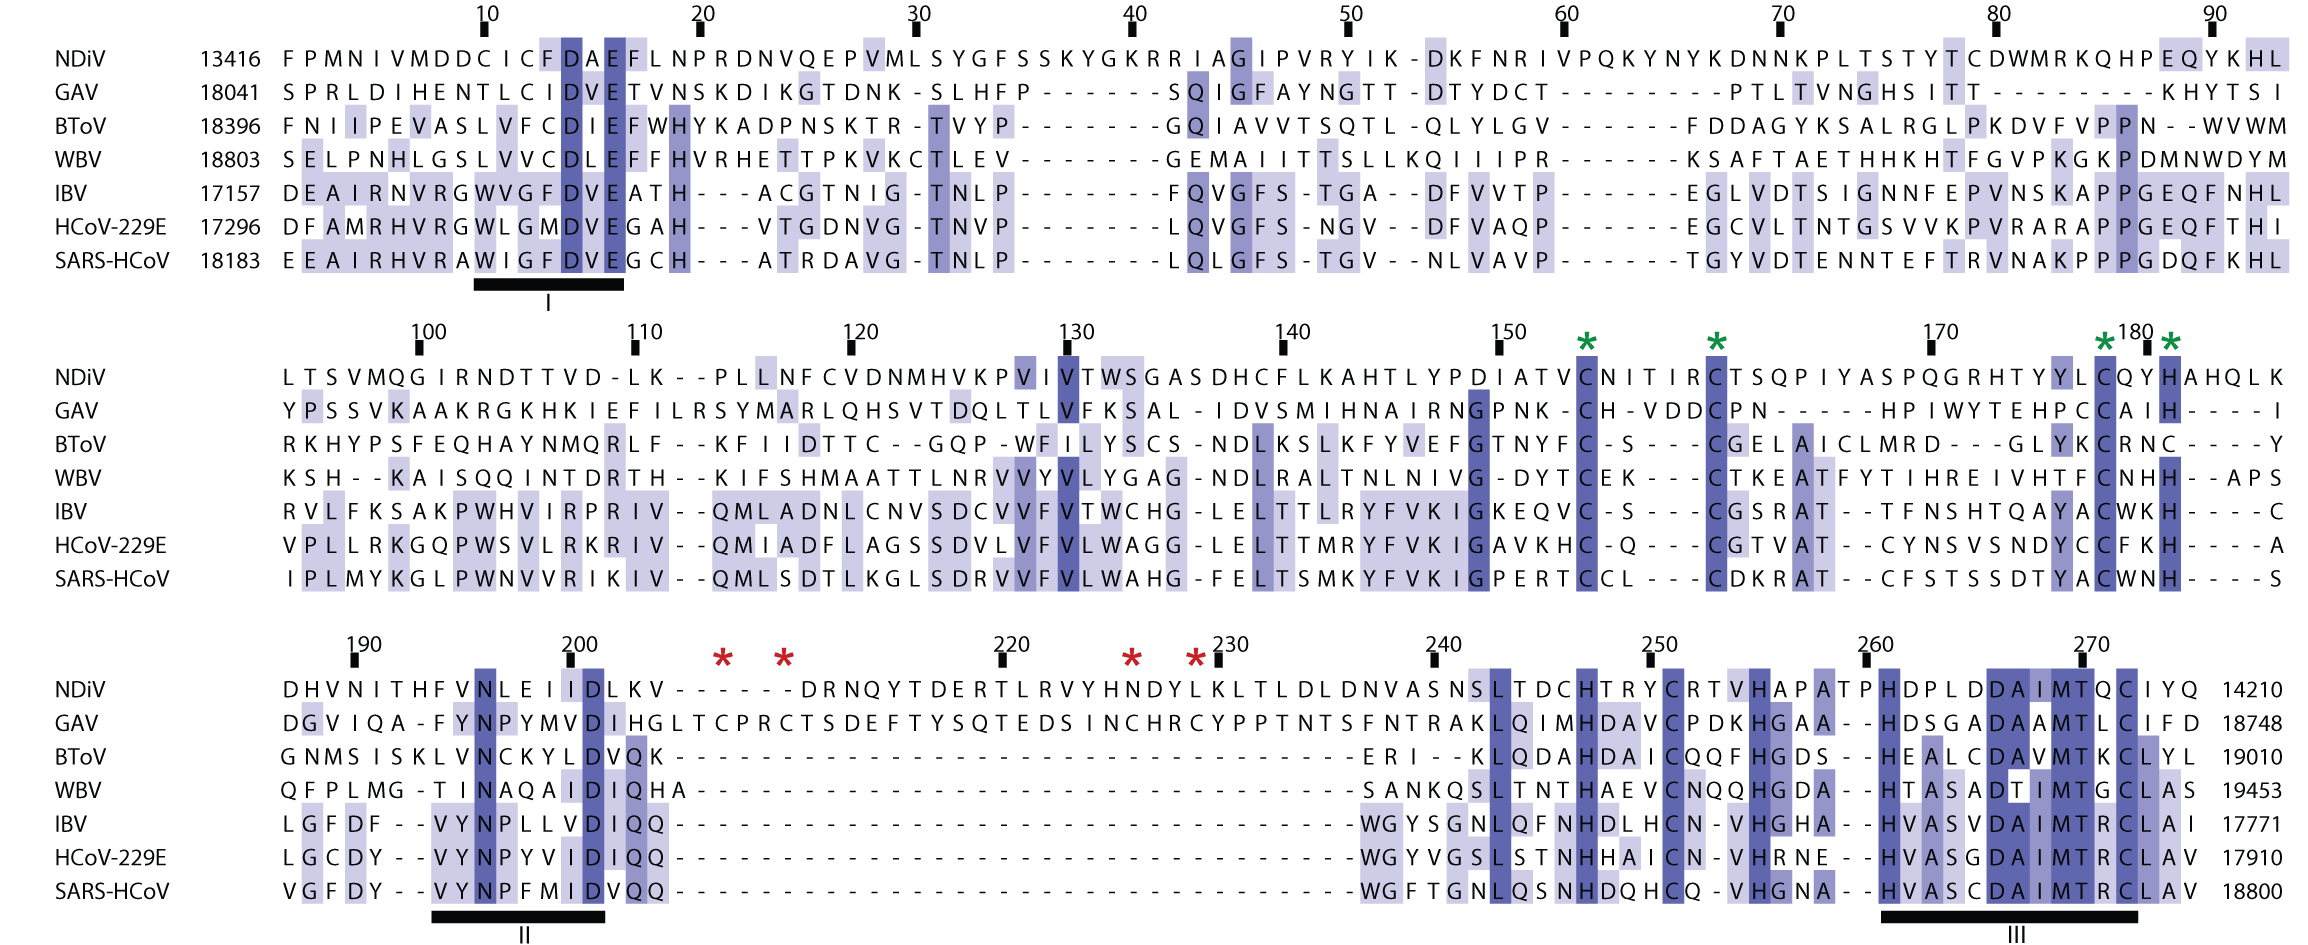 10 20 30 40 50 60 70 80 90
NDiV 13416 FPMNIVMDDCICFDAEFLNPRDNVQEPVMLSYGFSSKYGKRRIAGIPVRYIK-DKFNRIVPQKYNYKDNNKPLTSTYTCDWMRKQHPEQYKHL
GAV 18041 SPRLDIHENTLCIDVETVNSKDIKGTDNK-SLHFP------SQIGFAYNGTT-DTYDCT--------PTLTVNGHSITT--------KHYTSI
BToV 18396 FNIIPEVASLVFCDIEFWHYKADPNSKTR-TVYP-------GQIAVVTSQTL-QLYLGV------FDDAGYKSALRGLPKDVFVPPN--WVWM
WBV 18803 SELPNHLGSLVVCDLEFFHVRHETTPKVKCTLEV-------GEMAIITTSLLKQIIIPR------KSAFTAETHHKHTFGVPKGKPDMNWDYM
IBV 17157 DEAIRNVRGWVGFDVEATH---ACGTNIG-TNLP-------FQVGFS-TGA--DFVVTP------EGLVDTSIGNNFEPVNSKAPPGEQFNHL
HCoV-229E 17296 DFAMRHVRGWLGMDVEGAH---VTGDNVG-TNVP-------LQVGFS-NGV--DFVAQP------EGCVLTNTGSVVKPVRARAPPGEQFTHI
SARS-HCoV 18183 EEAIRHVRAWIGFDVEGCH---ATRDAVG-TNLP-------LQLGFS-TGV--NLVAVP------TGYVDTENNTEFTRVNAKPPPGDQFKHL
I
100 110 120 130 140 150 * * 170 * 180 *
NDiV LTSVMQGIRNDTTVD-LK--PLLNFCVDNMHVKPVIVTWSGASDHCFLKAHTLYPDIATVCNITIRCTSQPIYASPQGRHTYYLCQYHAHQLK
GAV YPSSVKAAKRGKHKIEFILRSYMARLQHSVTDQLTLVFKSAL-IDVSMIHNAIRNGPNK-CH-VDDCPN-----HPIWYTEHPCCAIH----I
BToV RKHYPSFEQHAYNMQRLF--KFIIDTTC--GQP-WFILYSCS-NDLKSLKFYVEFGTNYFC-S---CGELAICLMRD---GLYKCRNC----Y
WBV KSH--KAISQQINTDRTH--KIFSHMAATTLNRVVYVLYGAG-NDLRALTNLNIVG-DYTCEK---CTKEATFYTIHREIVHTFCNHH--APS
IBV RVLFKSAKPWHVIRPRIV--QMLADNLCNVSDCVVFVTWCHG-LELTTLRYFVKIGKEQVC-S---CGSRAT--TFNSHTQAYACWKH----C
HCoV-229E VPLLRKGQPWSVLRKRIV--QMIADFLAGSSDVLVFVLWAGG-LELTTMRYFVKIGAVKHC-Q---CGTVAT--CYNSVSNDYCCFKH----A
SARS-HCoV IPLMYKGLPWNVVRIKIV--QMLSDTLKGLSDRVVFVLWAHG-FELTSMKYFVKIGPERTCCL---CDKRAT--CFSTSSDTYACWNH----S
190 200 * * 220 * * 230 240 250 260 270
NDiV DHVNITHFVNLEIIDLKV------DRNQYTDERTLRVYHNDYLKLTLDLDNVASNSLTDCHTRYCRTVHAPATPHDPLDDAIMTQCIYQ 14210
GAV DGVIQA-FYNPYMVDIHGLTCPRCTSDEFTYSQTEDSINCHRCYPPTNTSFNTRAKLQIMHDAVCPDKHGAA--HDSGADAAMTLCIFD 18748
BToV GNMSISKLVNCKYLDVQK--------------------------------ERI--KLQDAHDAICQQFHGDS--HEALCDAVMTKCLYL 19010
WBV QFPLMG-TINAQAIDIQHA-------------------------------SANKQSLTNTHAEVCNQQHGDA--HTASADTIMTGCLAS 19453
IBV LGFDF--VYNPLLVDIQQ--------------------------------WGYSGNLQFNHDLHCN-VHGHA--HVASVDAIMTRCLAI 17771
HCoV-229E LGCDY--VYNPYVIDIQQ--------------------------------WGYVGSLSTNHHAICN-VHRNE--HVASGDAIMTRCLAV 17910
SARS-HCoV VGFDY--VYNPFMIDVQQ--------------------------------WGFTGNLQSNHDQHCQ-VHGNA--HVASCDAIMTRCLAV 18800
II III